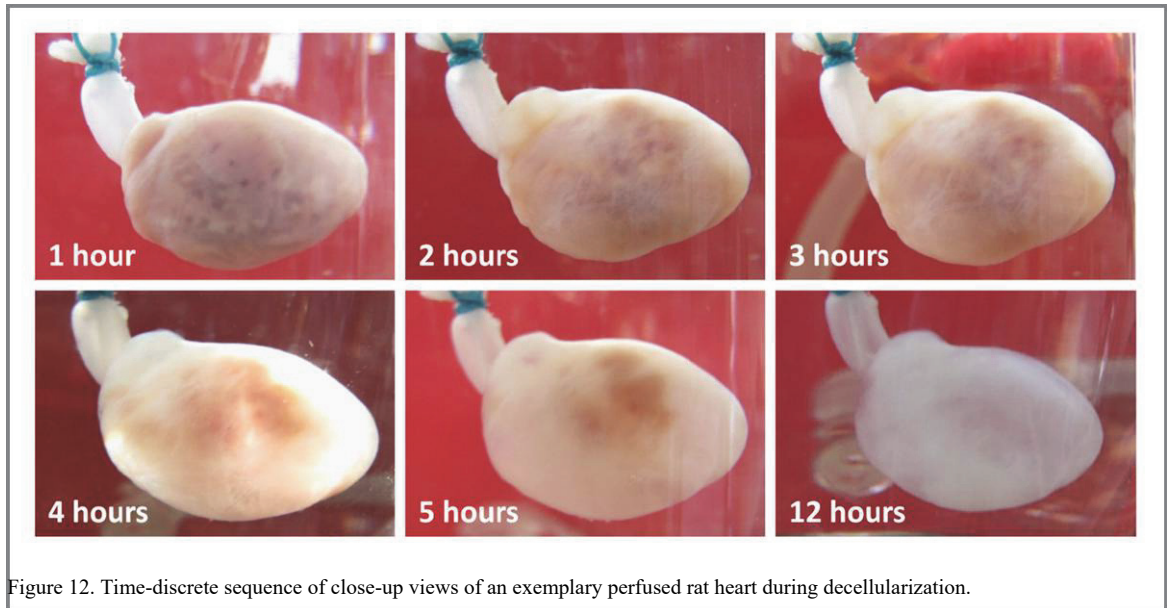 1 hour
2 hours
3 hours
4 hours
5 hours
12 hours
Figure 12. Time-discrete sequence of close-up views of an exemplary perfused rat heart during decellularization.